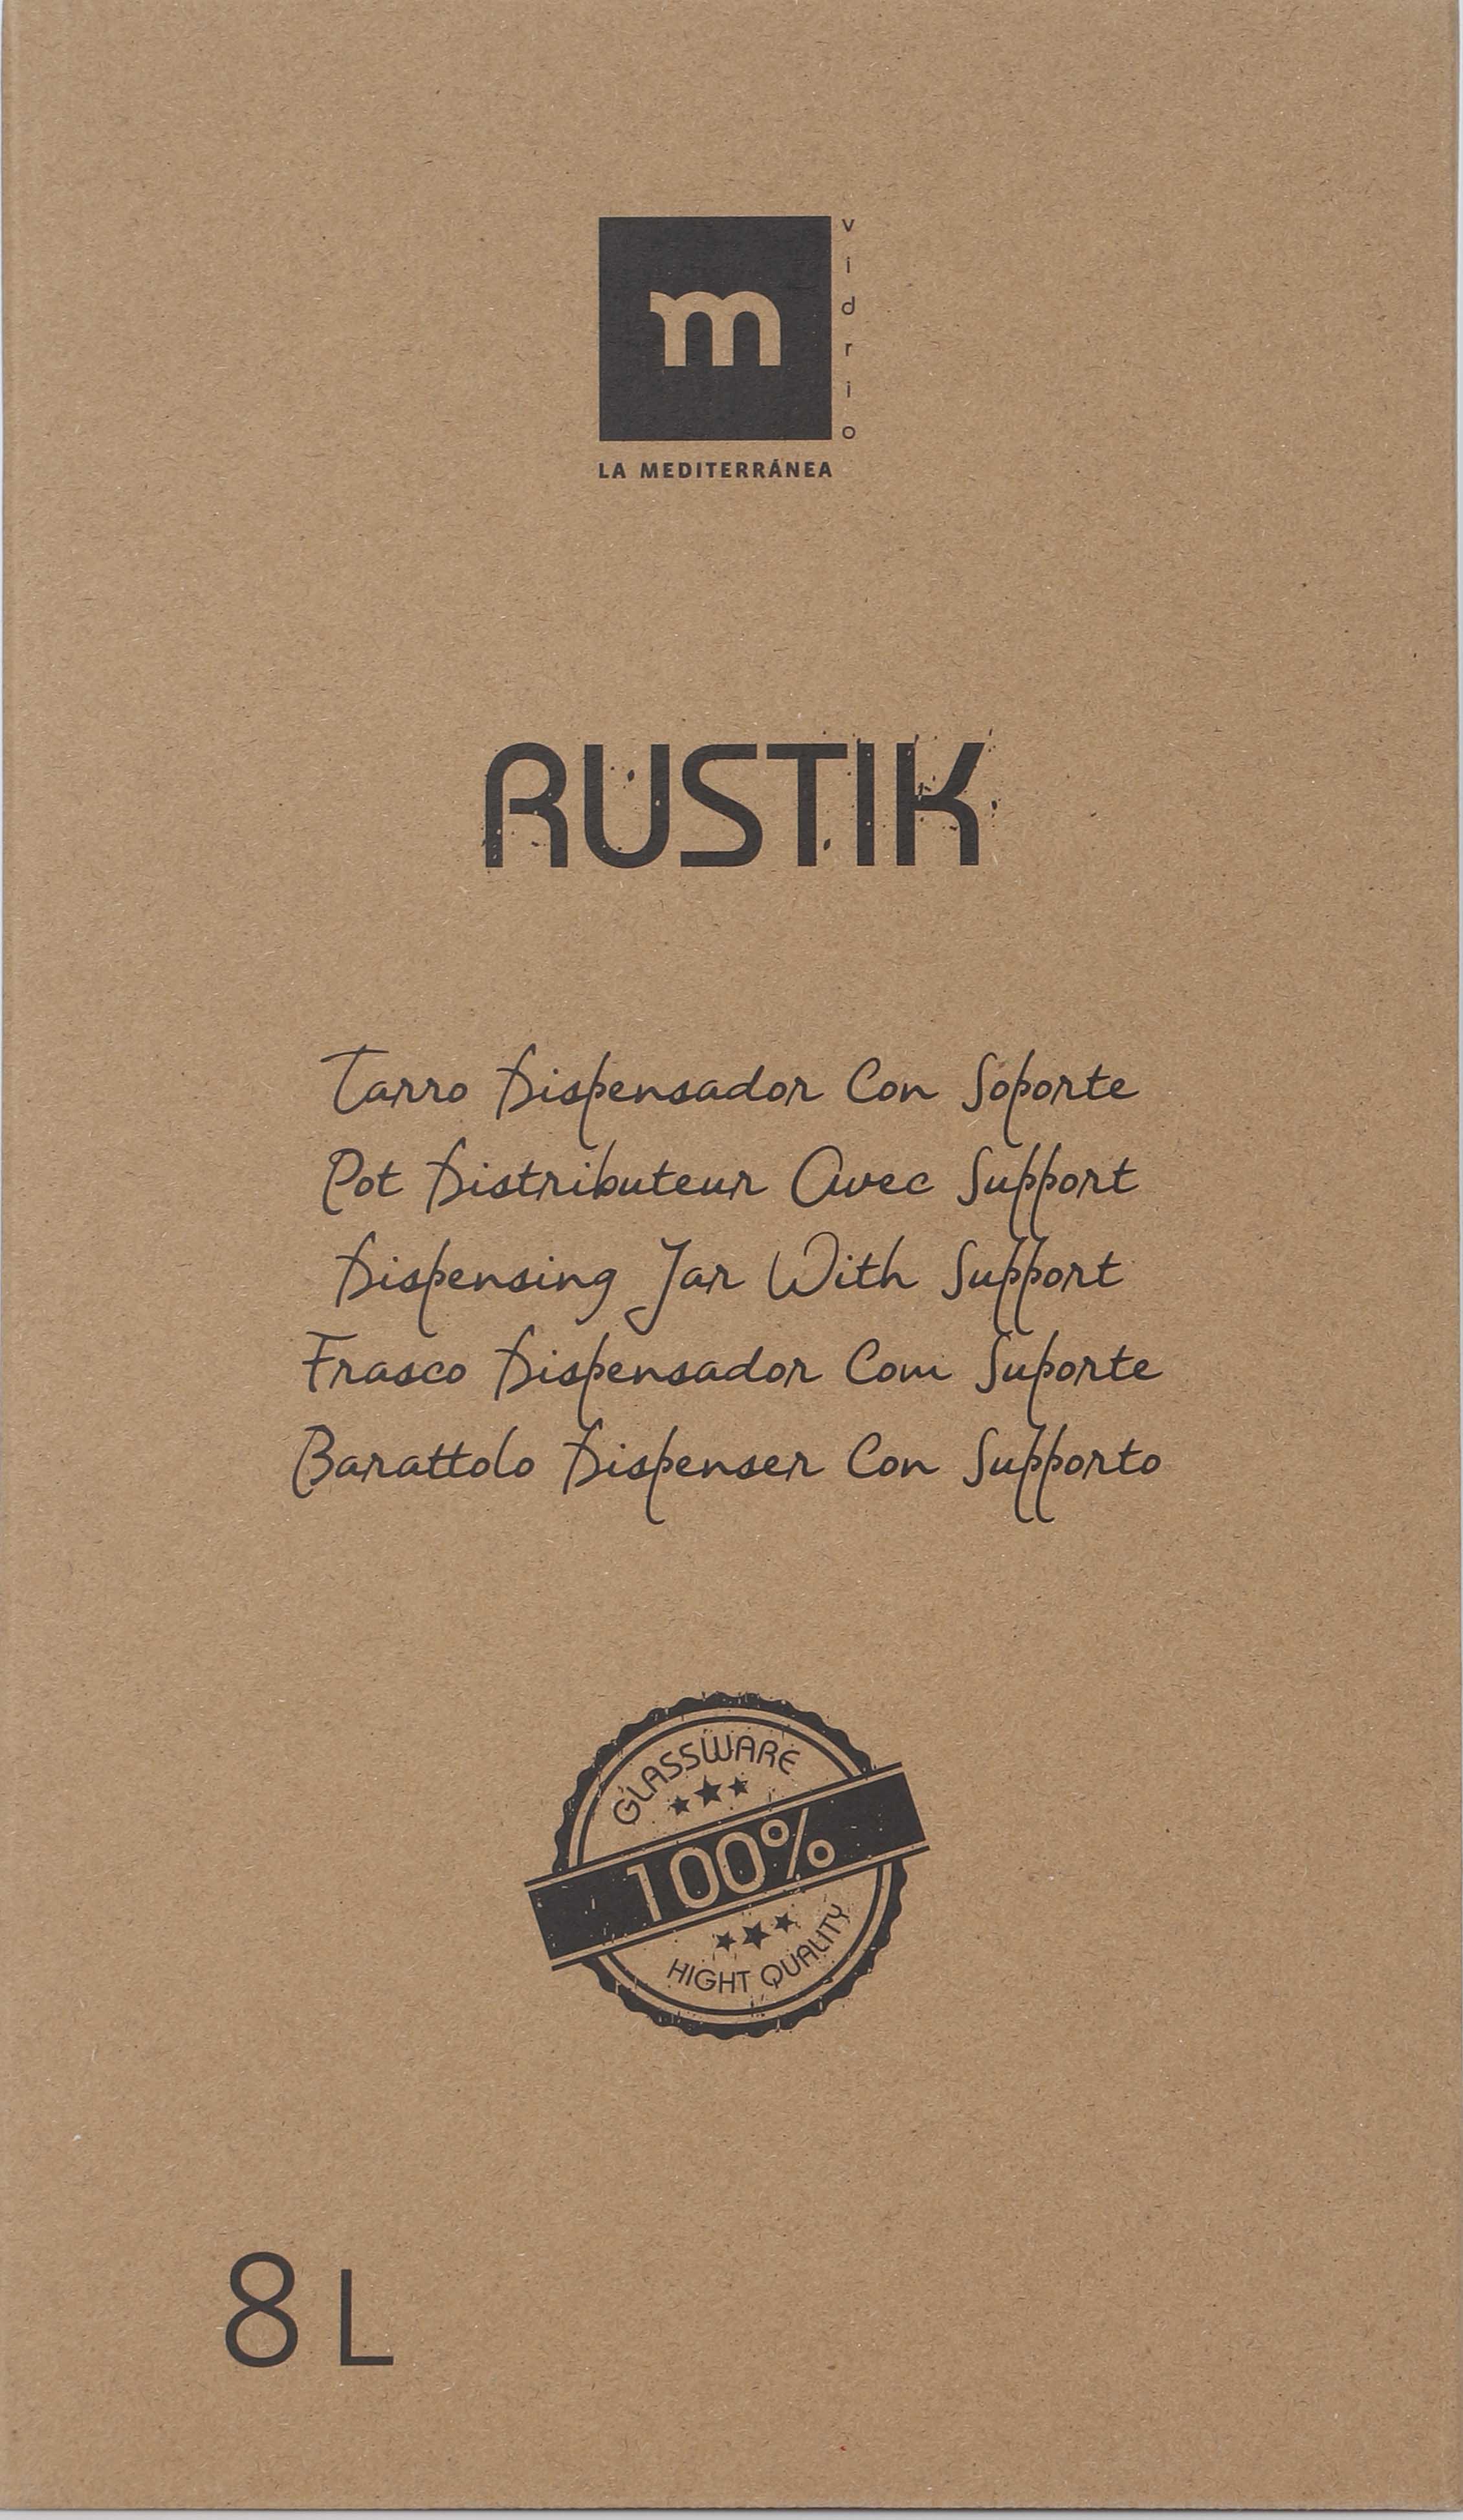 m
vidrio
LA MEDITERRÁNEA
RUSTIK
Tarro Dispensador Con Soporte
Pot Distributeur Avec Support
Dispensing Jar With Support
Frasco Dispensador Com Suporte
Barattolo Dispenser Con Supporto
GLASSWARE
100%
HIGHT QUALITY
8 L